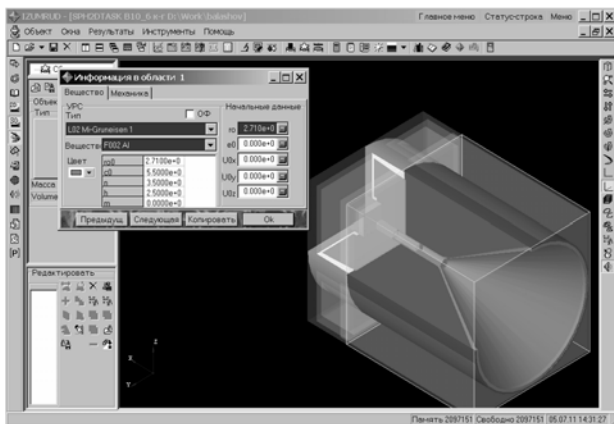 IZUMRUD - [SPH2DTASK B10_6-x-r D:\Work\balashov]
Главное меню Статус-строка Меню
Объект Окна Результаты Инструменты Помощь
Информация в области 1
Вещество Механика
УРС
Тип
ОФ
L02 Mi-Gruneisen 1
Вещество F002 Al
Цвет
ro0 2.7100e+0
c0 5.5000e+0
n 3.5000e+0
h 2.5000e+0
m 0.0000e+0
Начальные данные
ro 2.710e+0
e0 0.000e+0
U0x 0.000e+0
U0y 0.000e+0
U0z 0.000e+0
Предыдущ Следующая Копировать Ok
Тип
Масса
Volume
Редактировать
[P]
Z
X
Y
Память 2097151 Свободно 2097151 05.07.11 14:31:27